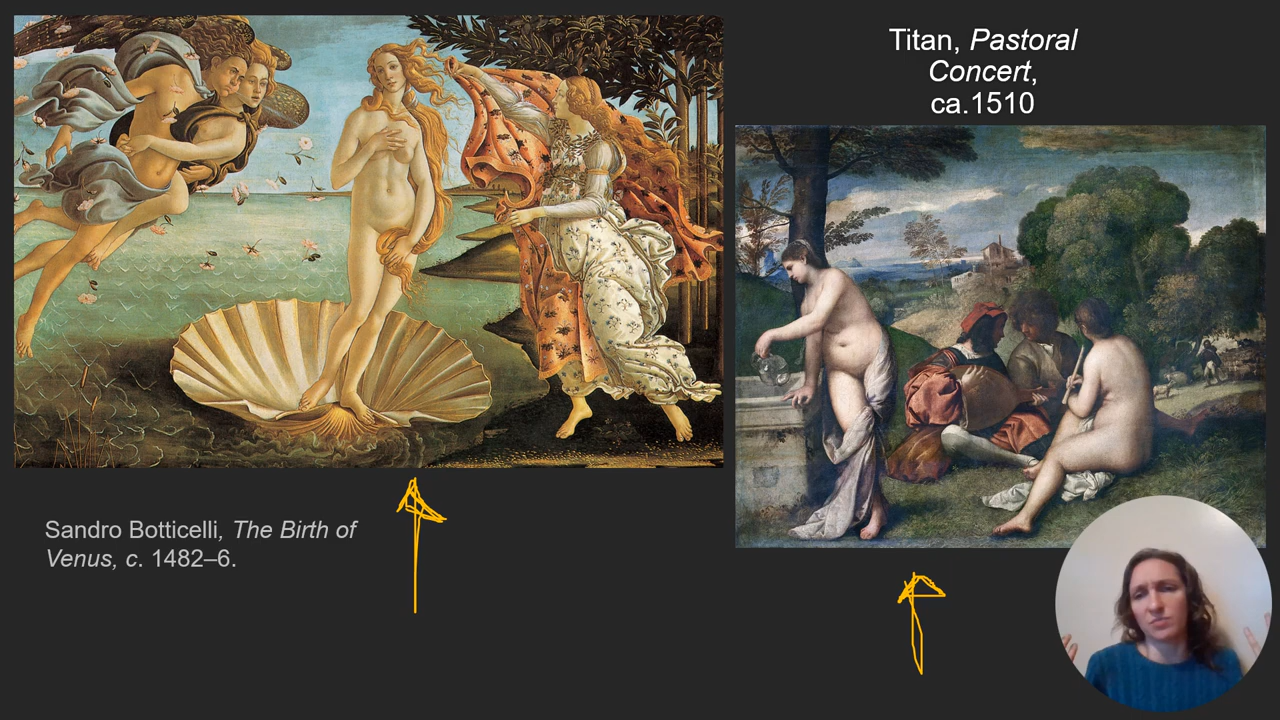 Titan, Pastoral
Concert,
ca.1510
Sandro Botticelli, The Birth of
Venus, c. 1482–6.